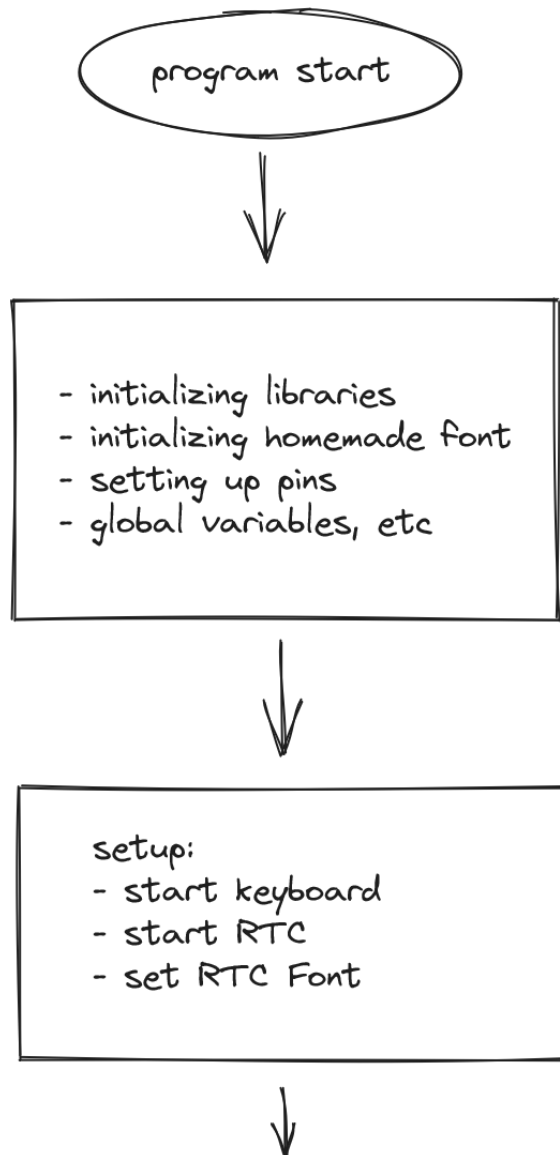 program start
- initializing libraries
- initializing homemade font
- setting up pins
- global variables, etc
setup:
- start keyboard
- start RTC
- set RTC Font